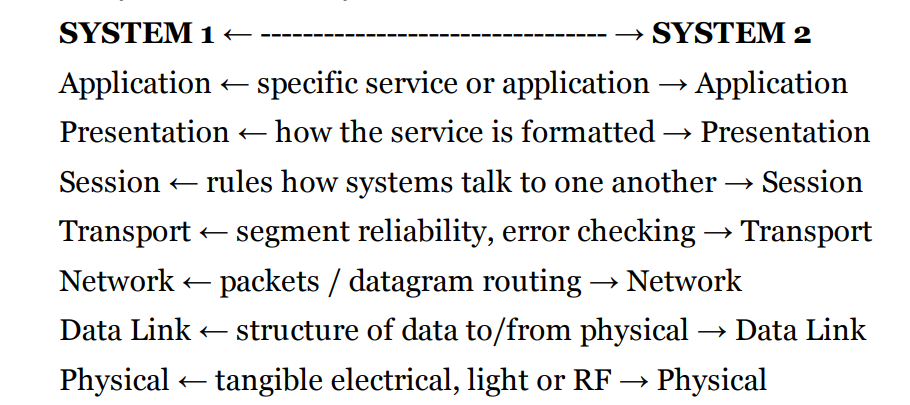 SYSTEM 1 ← --------------------------------- → SYSTEM 2
Application ← specific service or application → Application
Presentation ← how the service is formatted → Presentation
Session ← rules how systems talk to one another → Session
Transport ← segment reliability, error checking → Transport
Network ← packets / datagram routing → Network
Data Link ← structure of data to/from physical → Data Link
Physical ← tangible electrical, light or RF → Physical